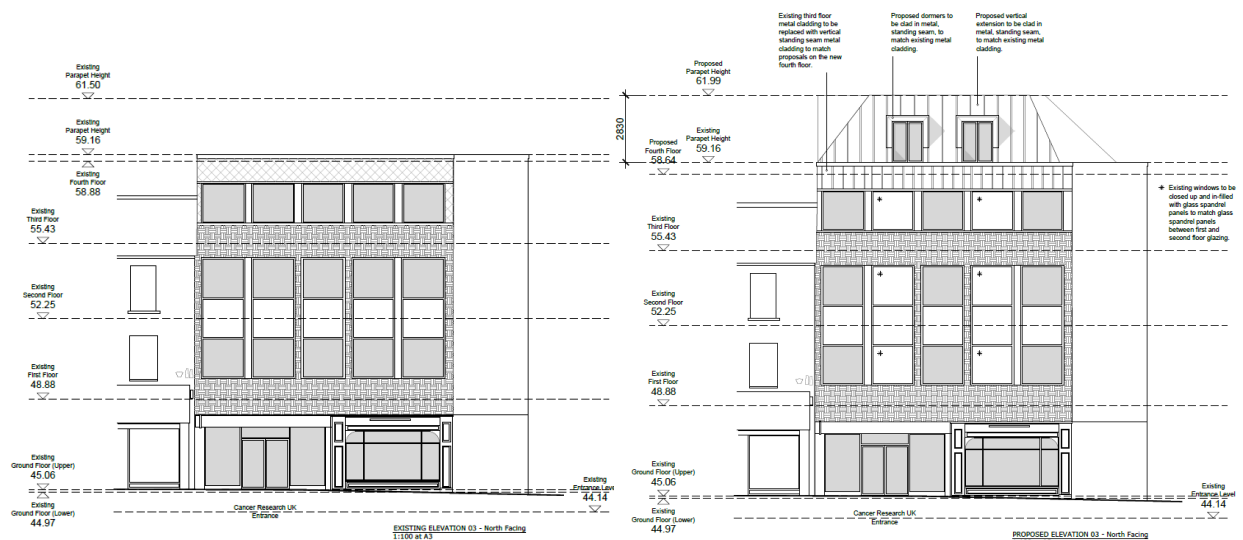 Existing
Parapet Height
61.50
Existing
Parapet Height
59.16
Existing
Fourth Floor
58.88
Existing
Third Floor
55.43
Existing
Second Floor
52.25
Existing
First Floor
48.88
Existing
Ground Floor (Upper)
45.06
Existing
Ground Floor (Lower)
44.97
Existing
Entrance Level
44.14
Cancer Research UK
Entrance
EXISTING ELEVATION 03 - North Facing
1:100 at A3
Existing third floor
metal cladding to be
replaced with vertical
standing seam metal
cladding to match
proposals on the new
fourth floor.
Proposed dormers to
be clad in metal,
standing seam, to
match existing metal
cladding.
Proposed vertical
extension to be clad in
metal, standing seam,
to match existing metal
cladding.
Proposed
Parapet Height
61.99
2830
Existing
Parapet Height
59.16
Proposed
Fourth Floor
58.64
Existing windows to be
closed up and in-filled
with glass spandrel
panels to match glass
spandrel panels
between first and
second floor glazing.
Existing
Third Floor
55.43
Existing
Second Floor
52.25
Existing
First Floor
48.88
Existing
Ground Floor (Upper)
45.06
Existing
Ground Floor (Lower)
44.97
Existing
Entrance Level
44.14
Cancer Research UK
Entrance
PROPOSED ELEVATION 03 - North Facing